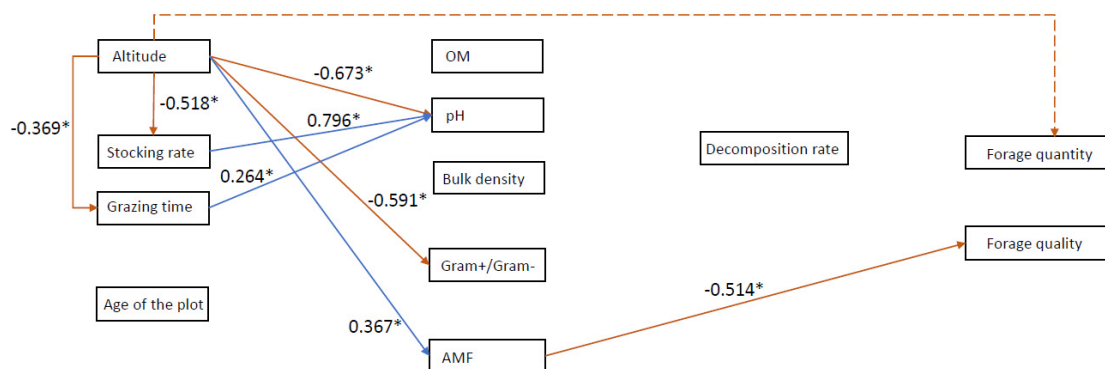 Altitude
OM
-0.673*
-0.518*
pH
-0.369*
0.796*
Stocking rate
Decomposition rate
Forage quantity
0.264*
Bulk density
Grazing time
-0.591*
Forage quality
Gram+/Gram-
Age of the plot
-0.514*
0.367*
AMF